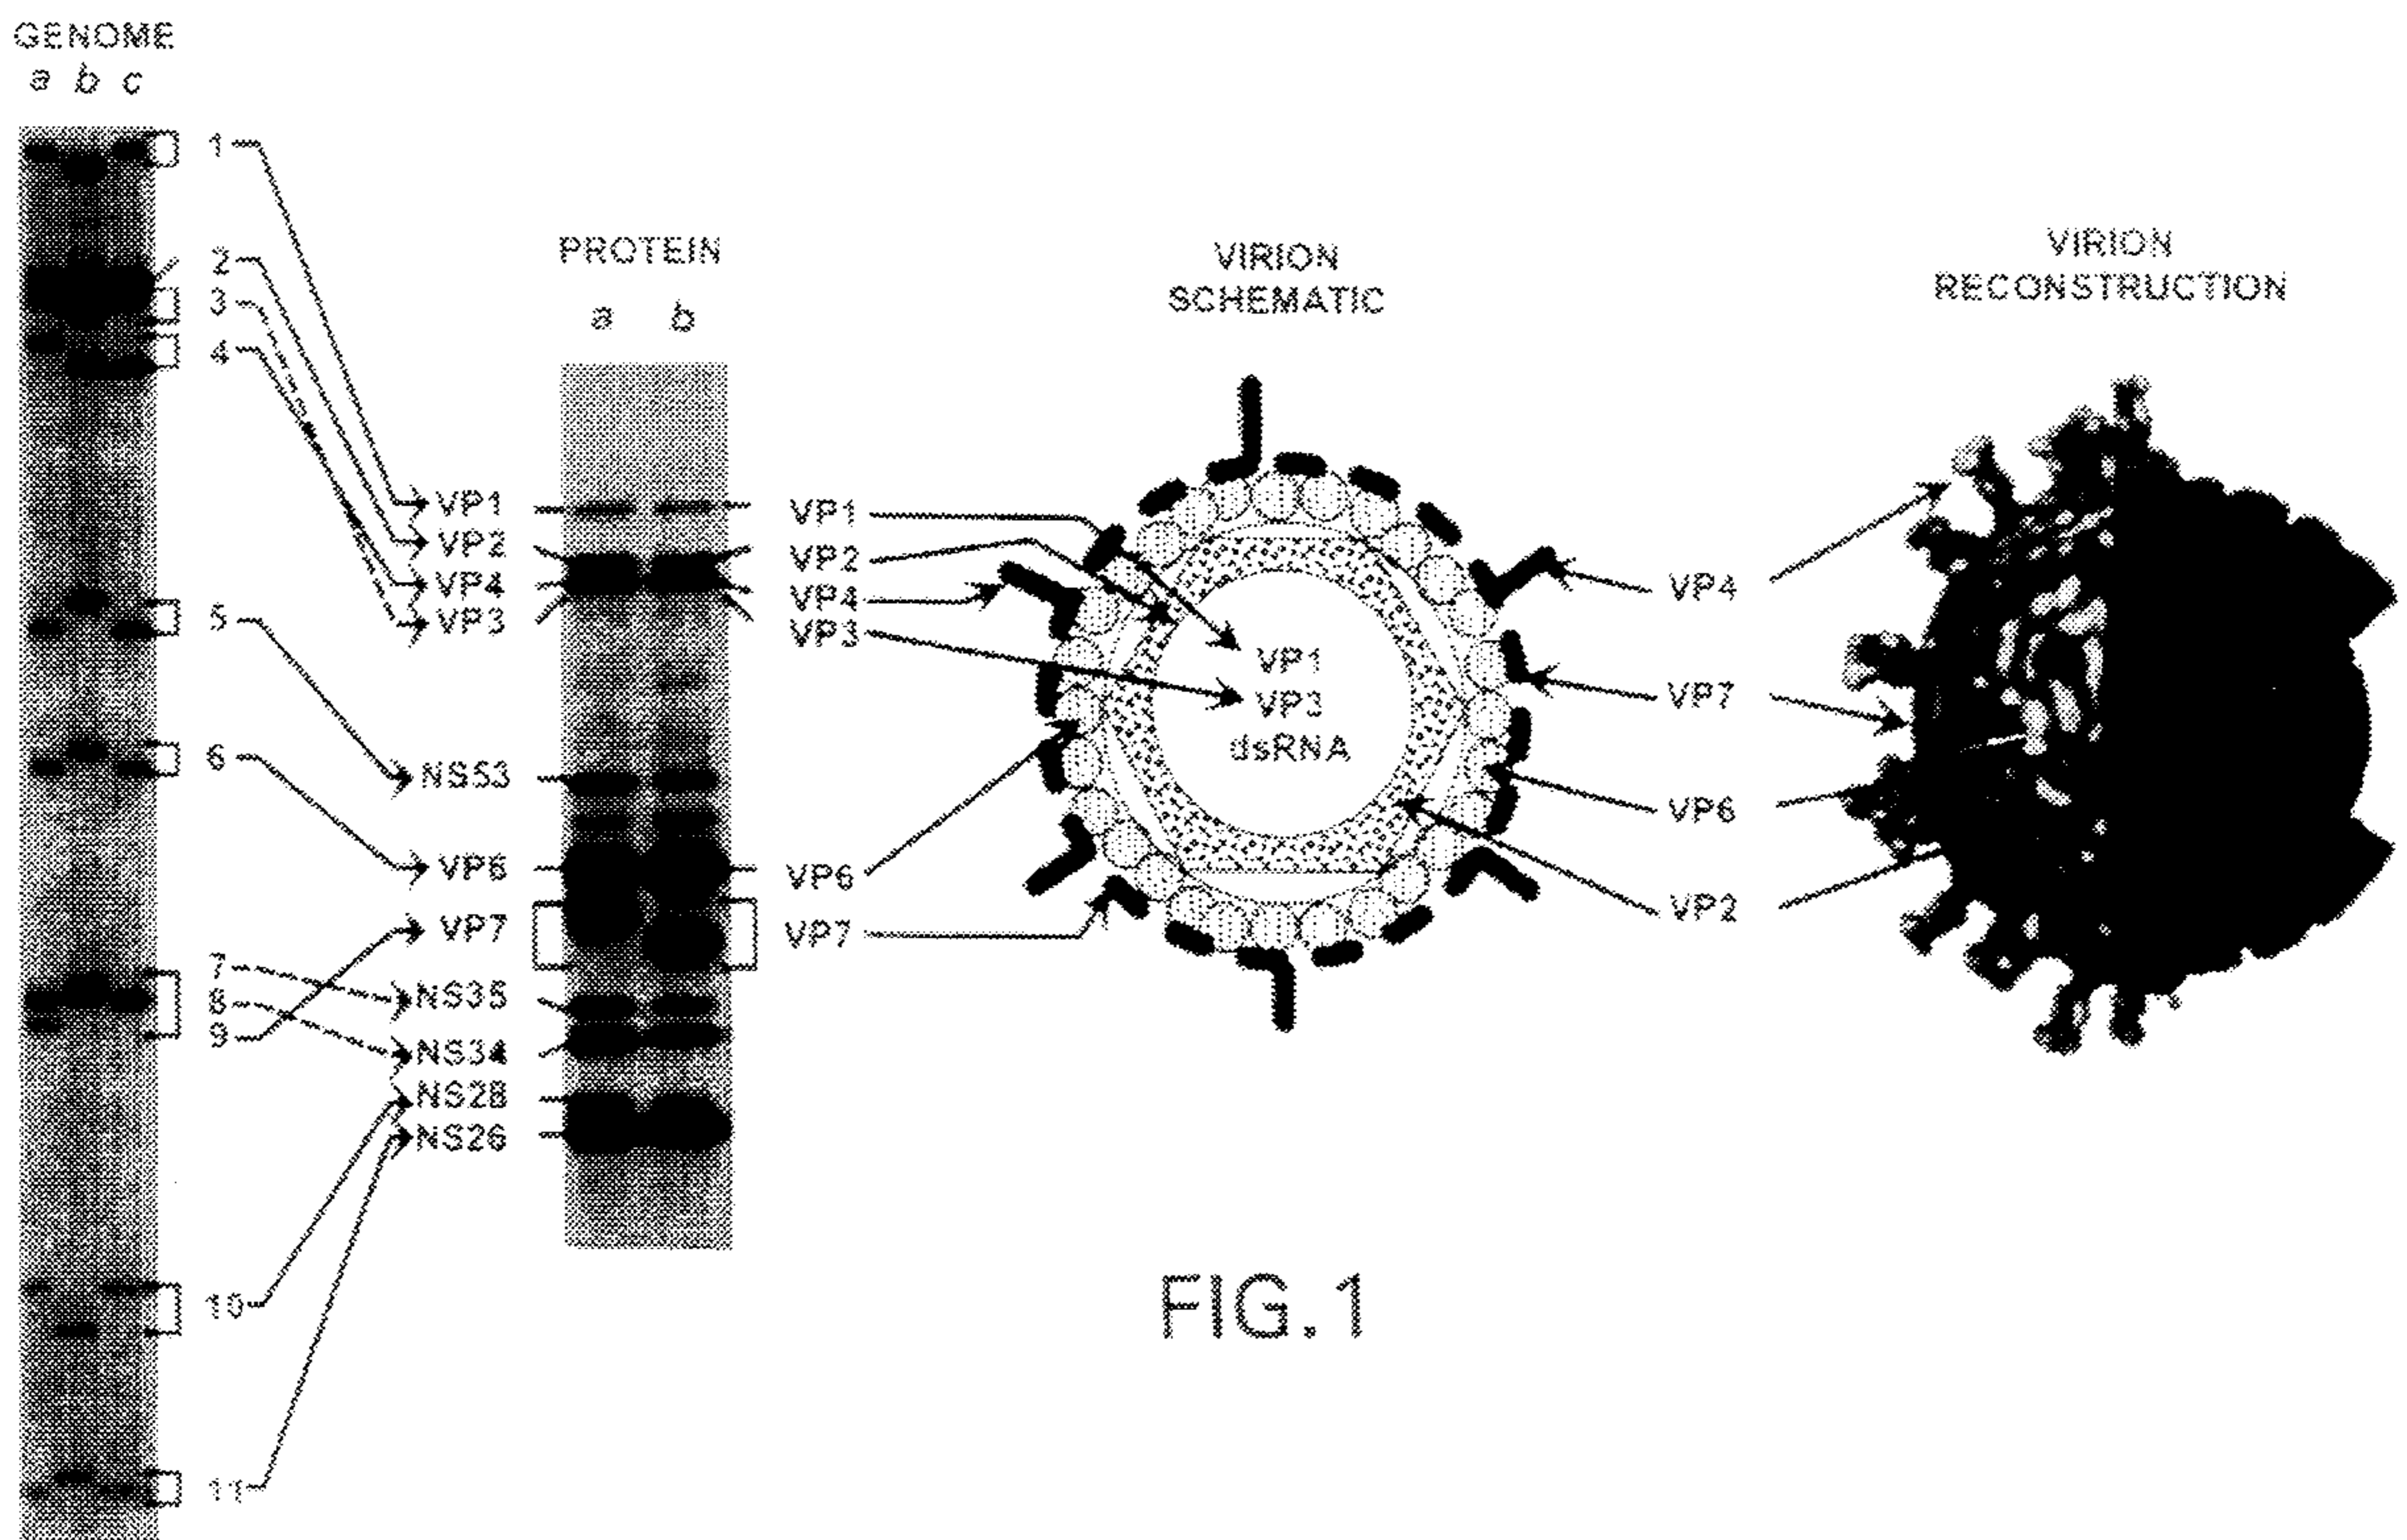 GENOME
a b c
1
2
3
4
5
6
7
8
9
10
11
PROTEIN
a b
VP1
VP2
VP4
VP3
NS53
VP6
VP7
NS35
NS34
NS28
NS26
VIRION
SCHEMATIC
VP1
VP2
VP4
VP3
VP6
VP7
VP1
VP3
dsRNA
VIRION
RECONSTRUCTION
VP4
VP7
VP6
VP2
FIG.1